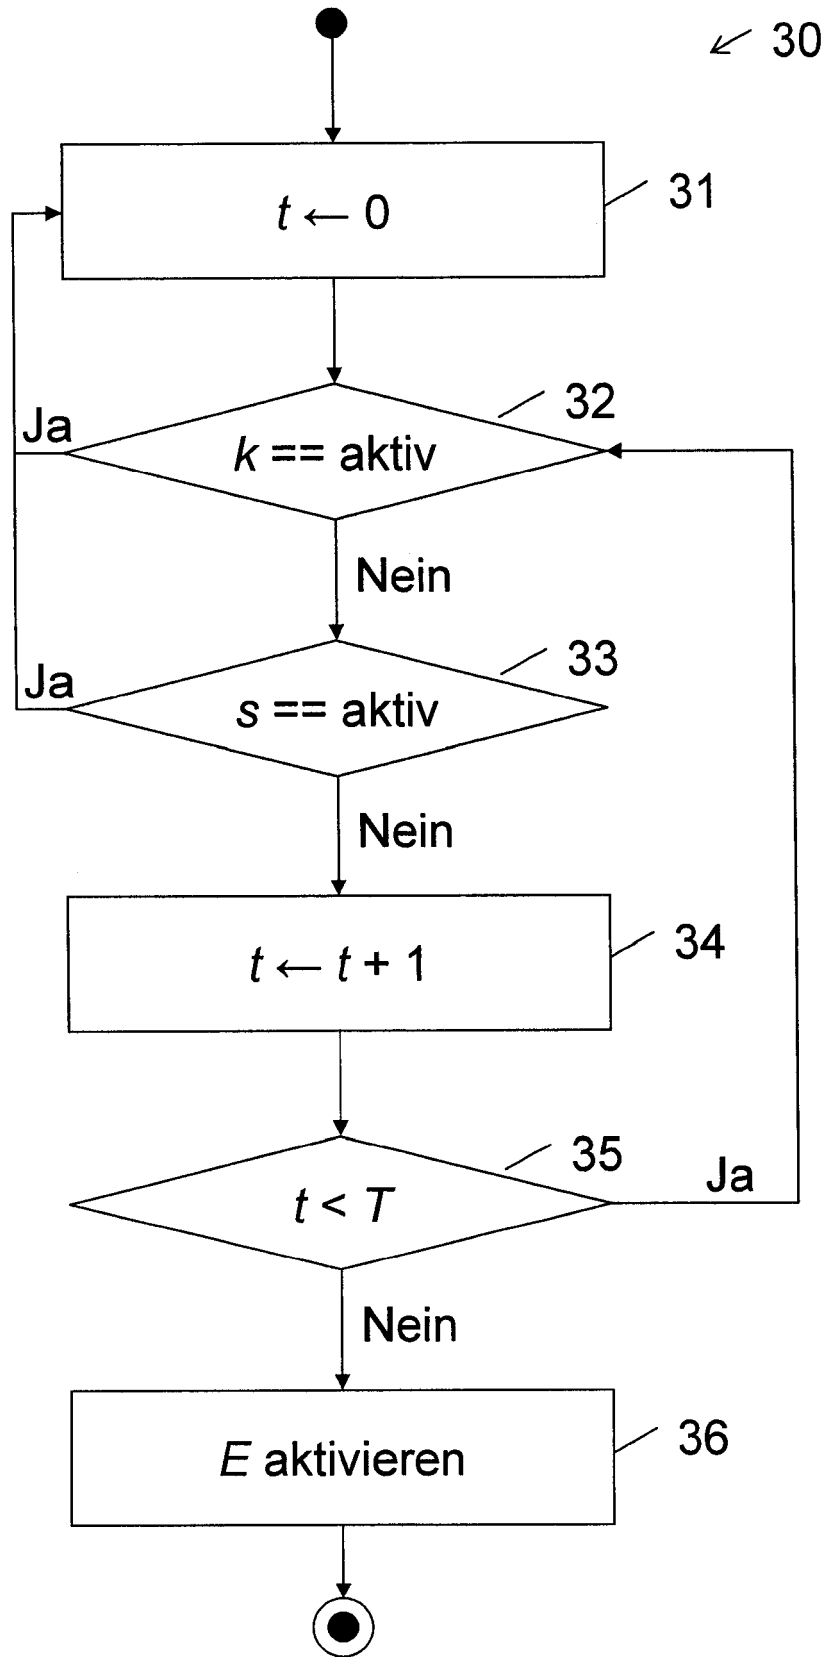 30
t ← 0
31
32
Ja
k == aktiv
Nein
33
Ja
s == aktiv
Nein
34
t ← t + 1
35
Ja
t < T
Nein
E aktivieren
36